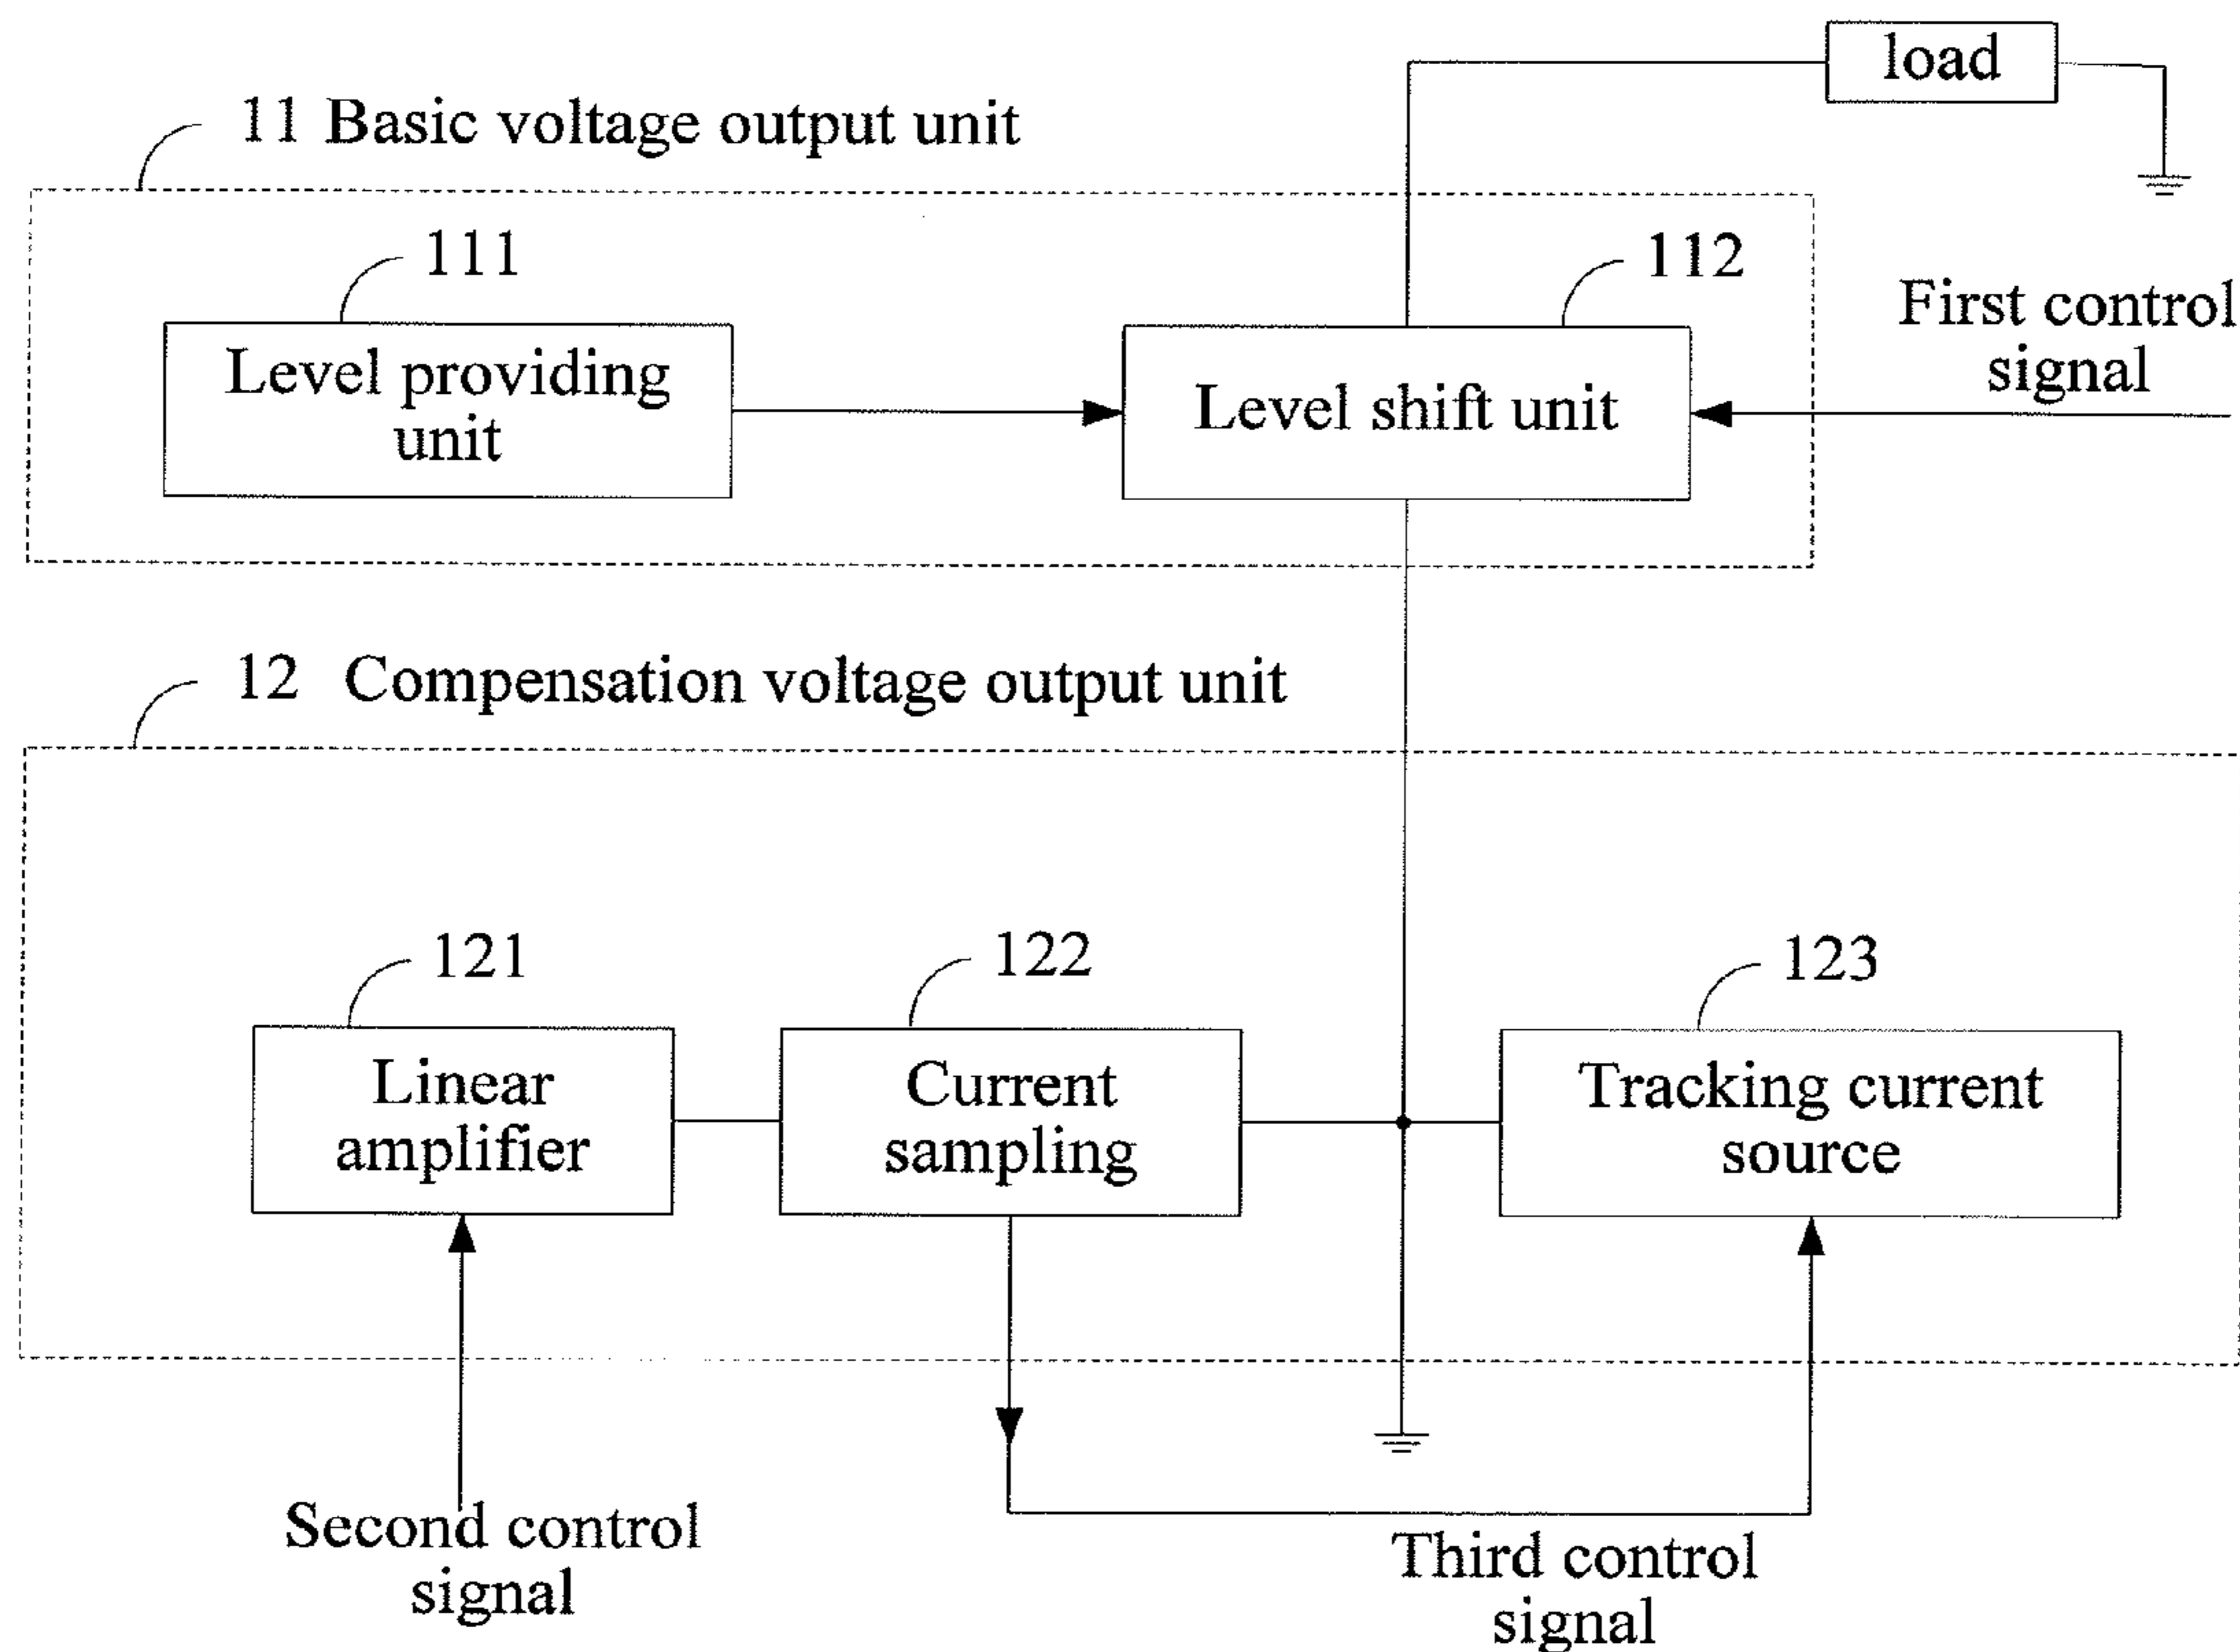 load
11 Basic voltage output unit
111
112
First control
signal
Level providing
unit
Level shift unit
12 Compensation voltage output unit
121
122
123
Linear
amplifier
Current
sampling
Tracking current
source
Second control
signal
Third control
signal